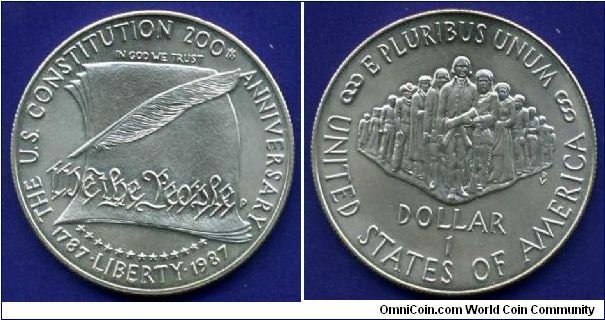 THE U.S. CONSTITUTION 200TH ANNIVERSARY
IN GOD WE TRUST
We the People
P
1787 · LIBERTY · 1987
E PLURIBUS UNUM
DOLLAR
1
UNITED STATES OF AMERICA
OmniCoin.com World Coin Community